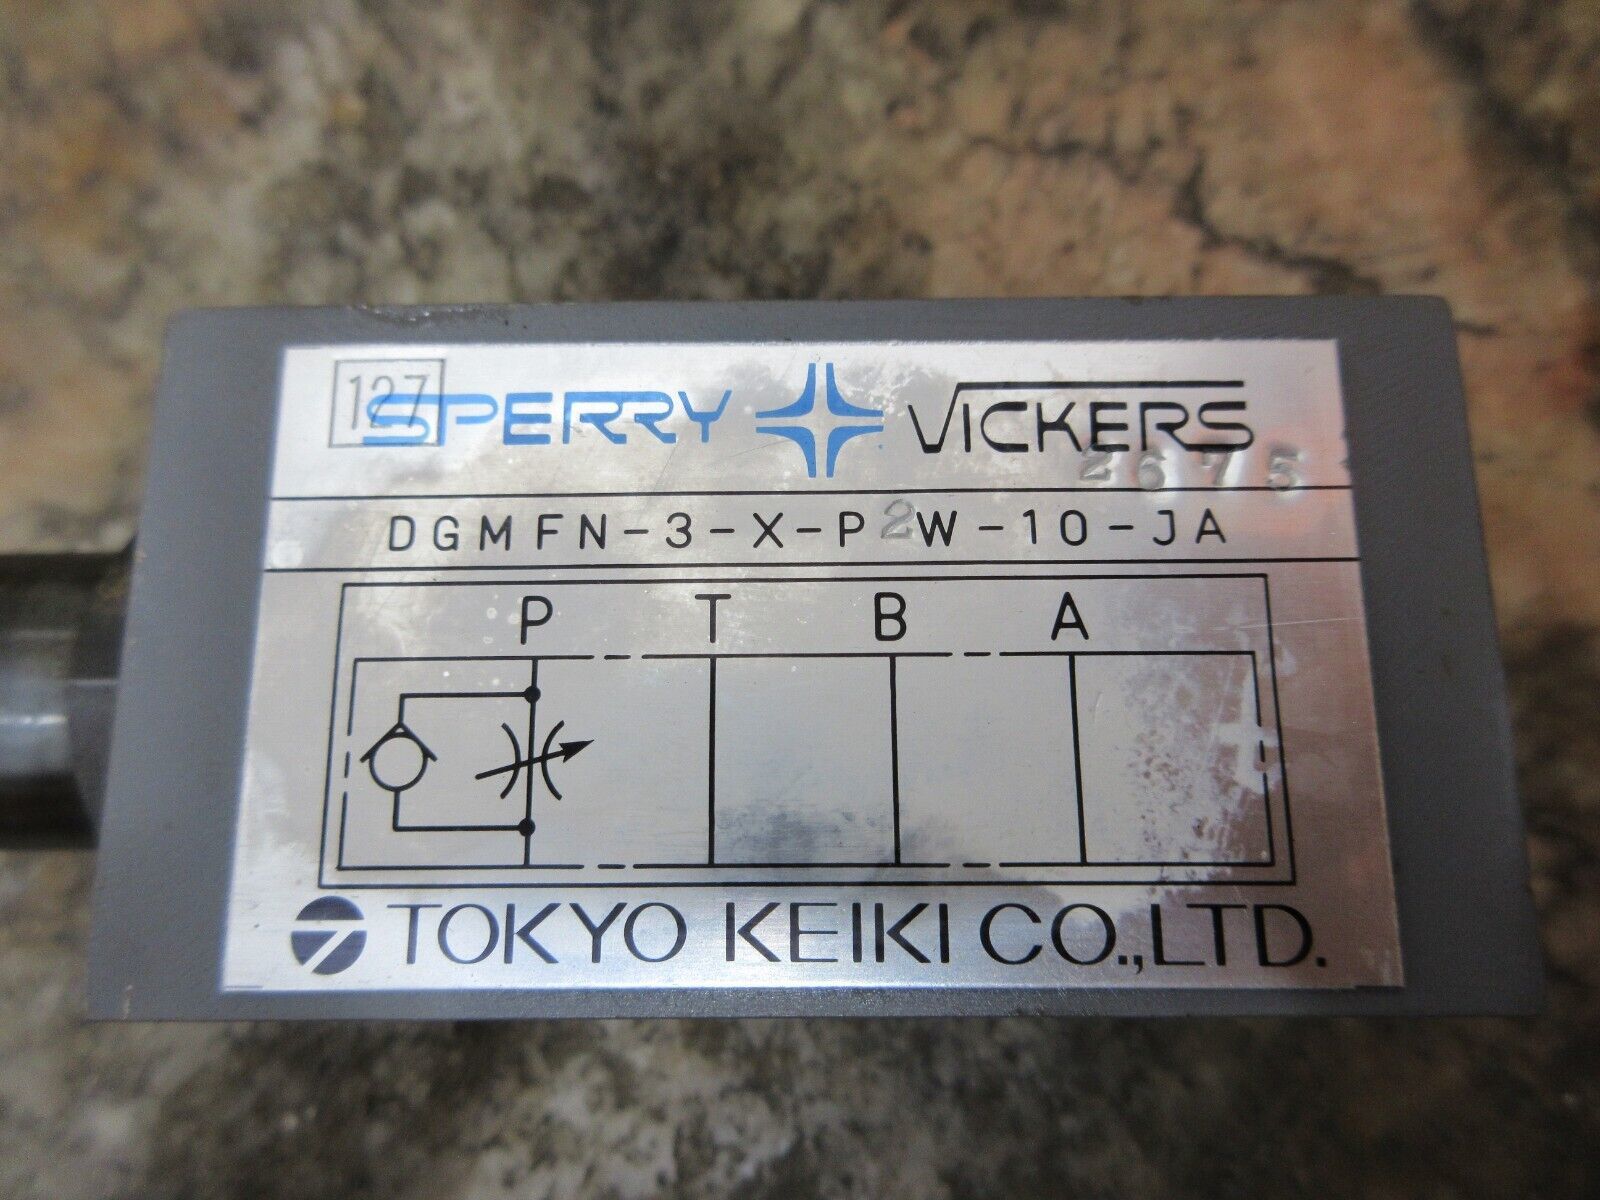 127
SPERRY VICKERS
2675
DGMFN-3-X-P2W-10-JA
P T B A
TOKYO KEIKI CO., LTD.